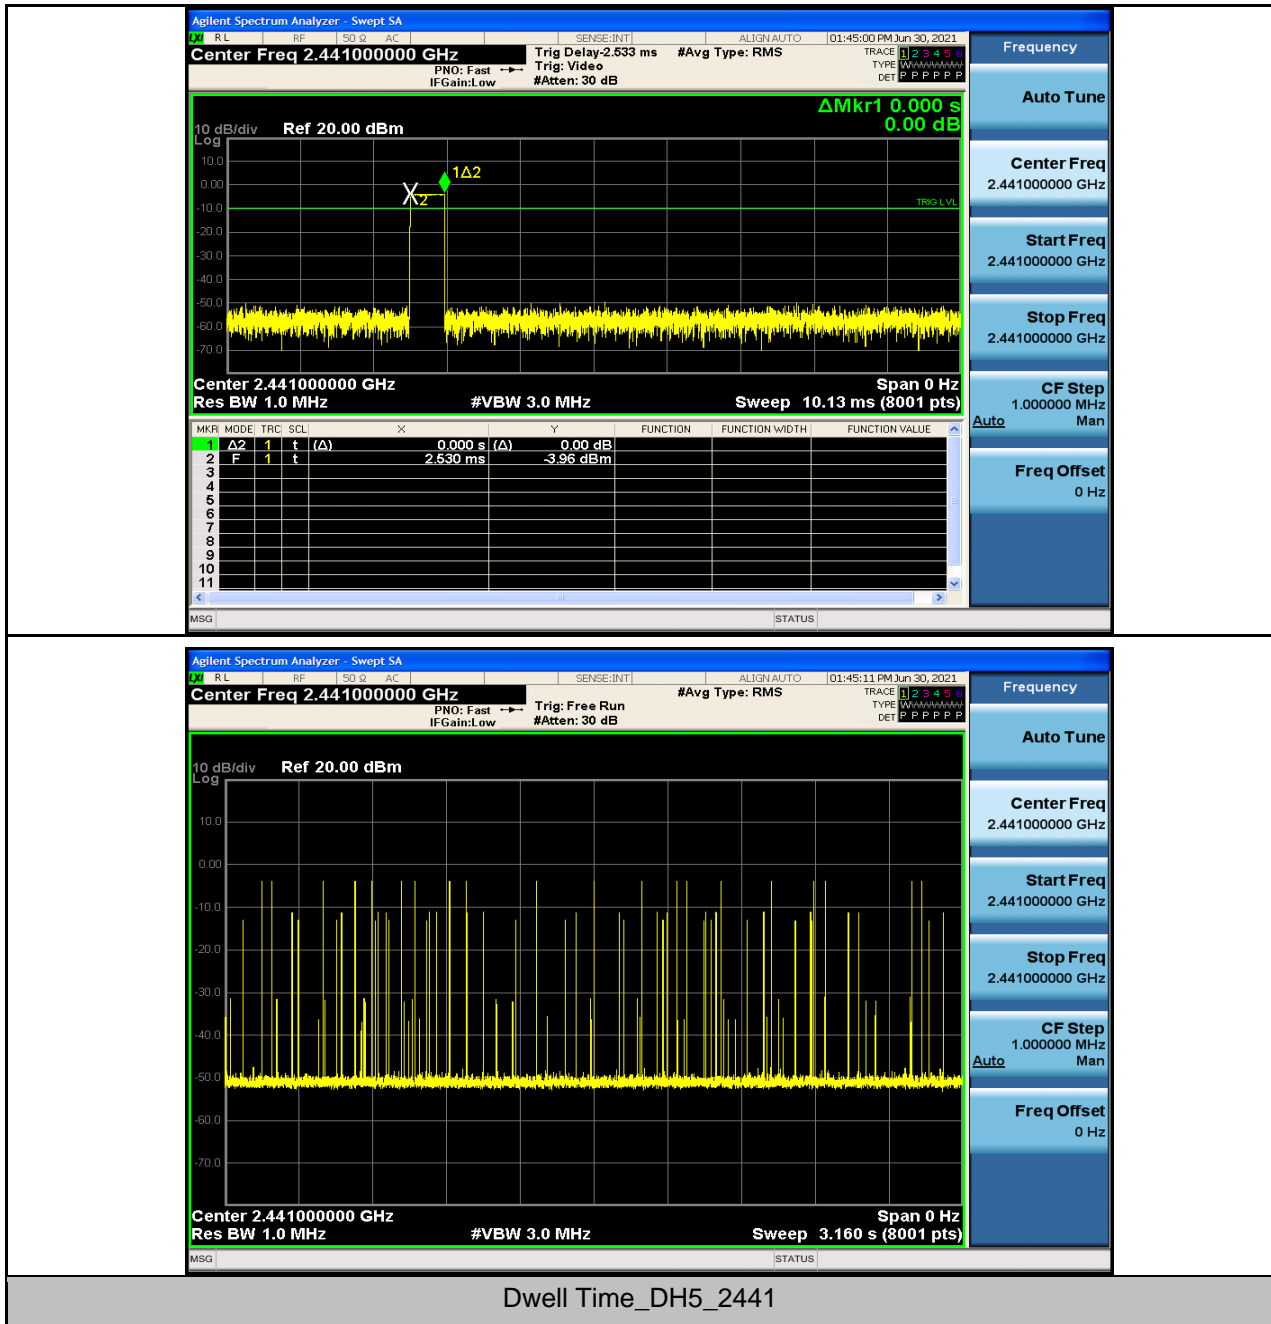 Agilent Spectrum Analyzer - Swept SA
LXI RL RF 50 Ω AC SENSE:INT ALIGN AUTO 01:45:00 PM Jun 30, 2021
Center Freq 2.441000000 GHz
PNO: Fast
IFGain:Low
Trig Delay-2.533 ms
Trig: Video
#Atten: 30 dB
#Avg Type: RMS
TRACE 1 2 3 4 5 6
TYPE WWWWWW
DET P P P P P P
ΔMkr1 0.000 s
0.00 dB
10 dB/div Ref 20.00 dBm
Log
10.0
0.00
-10.0
-20.0
-30.0
-40.0
-50.0
-60.0
-70.0
X2
1Δ2
TRIG LVL
Center 2.441000000 GHz Span 0 Hz
Res BW 1.0 MHz #VBW 3.0 MHz Sweep 10.13 ms (8001 pts)
MKR MODE TRC SCL X Y FUNCTION FUNCTION WIDTH FUNCTION VALUE
1 Δ2 1 t (Δ) 0.000 s (Δ) 0.00 dB
2 F 1 t 2.530 ms -3.96 dBm
3
4
5
6
7
8
9
10
11
MSG STATUS
Frequency
Auto Tune
Center Freq
2.441000000 GHz
Start Freq
2.441000000 GHz
Stop Freq
2.441000000 GHz
CF Step
1.000000 MHz
Auto Man
Freq Offset
0 Hz
Agilent Spectrum Analyzer - Swept SA
LXI RL RF 50 Ω AC SENSE:INT ALIGN AUTO 01:45:11 PM Jun 30, 2021
Center Freq 2.441000000 GHz
PNO: Fast
IFGain:Low
Trig: Free Run
#Atten: 30 dB
#Avg Type: RMS
TRACE 1 2 3 4 5 6
TYPE WWWWWW
DET P P P P P P
10 dB/div Ref 20.00 dBm
Log
10.0
0.00
-10.0
-20.0
-30.0
-40.0
-50.0
-60.0
-70.0
Center 2.441000000 GHz Span 0 Hz
Res BW 1.0 MHz #VBW 3.0 MHz Sweep 3.160 s (8001 pts)
MSG STATUS
Frequency
Auto Tune
Center Freq
2.441000000 GHz
Start Freq
2.441000000 GHz
Stop Freq
2.441000000 GHz
CF Step
1.000000 MHz
Auto Man
Freq Offset
0 Hz
Dwell Time_DH5_2441